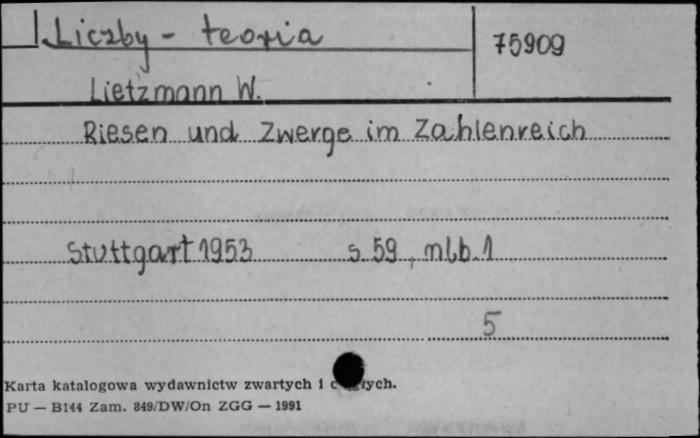 Liczby - teoria
75909
Lietzmann W.
Riesen und Zwerge im Zahlenreich
Stuttgart 1953 s. 59, nlb. 1
5
Karta katalogowa wydawnictw zwartych i
PU — B144 Zam. 849/DW/On ZGG — 1991